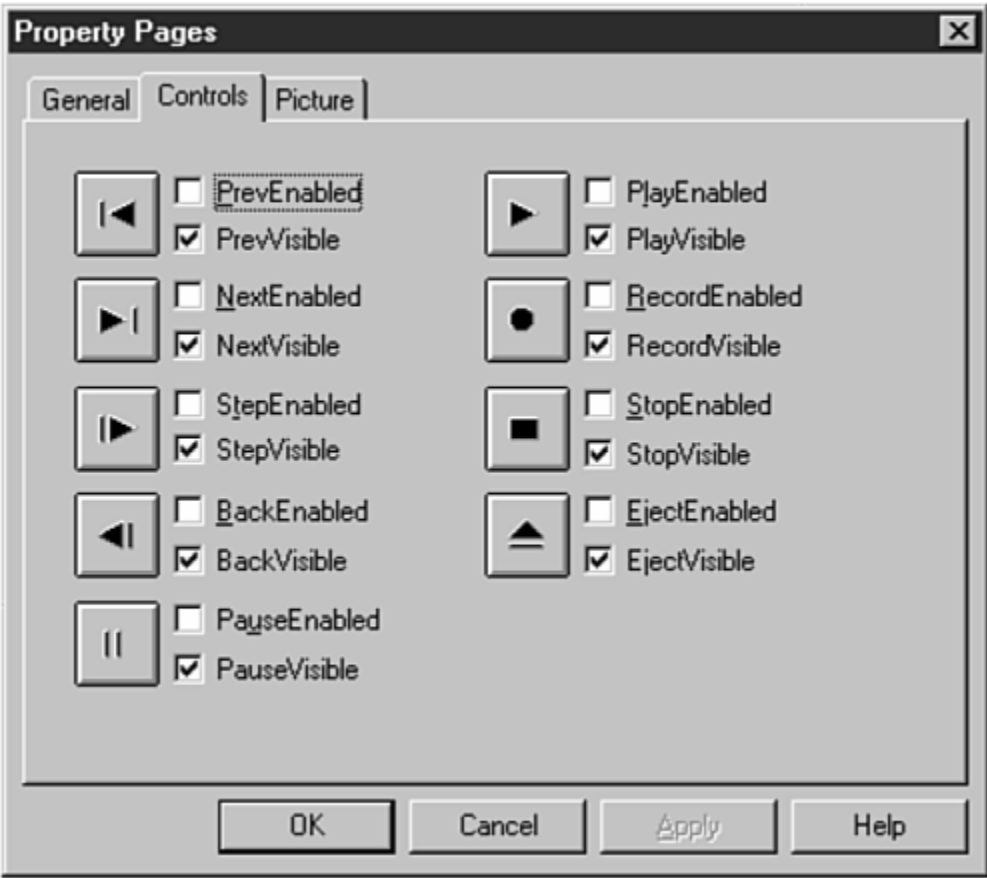 Property Pages
General Controls Picture
PrevEnabled
PrevVisible
NextEnabled
NextVisible
StepEnabled
StepVisible
BackEnabled
BackVisible
PauseEnabled
PauseVisible
PlayEnabled
PlayVisible
RecordEnabled
RecordVisible
StopEnabled
StopVisible
EjectEnabled
EjectVisible
OK Cancel Apply Help